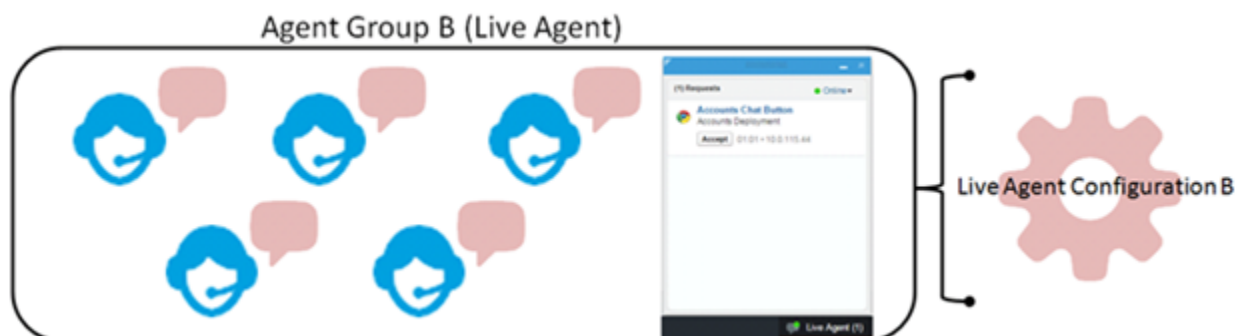 Agent Group B (Live Agent)
(1) Requests
Online
Accounts Chat Button
Accounts Deployment
Accept 01:01 • 10.0.115.44
Live Agent Configuration B
Live Agent (1)